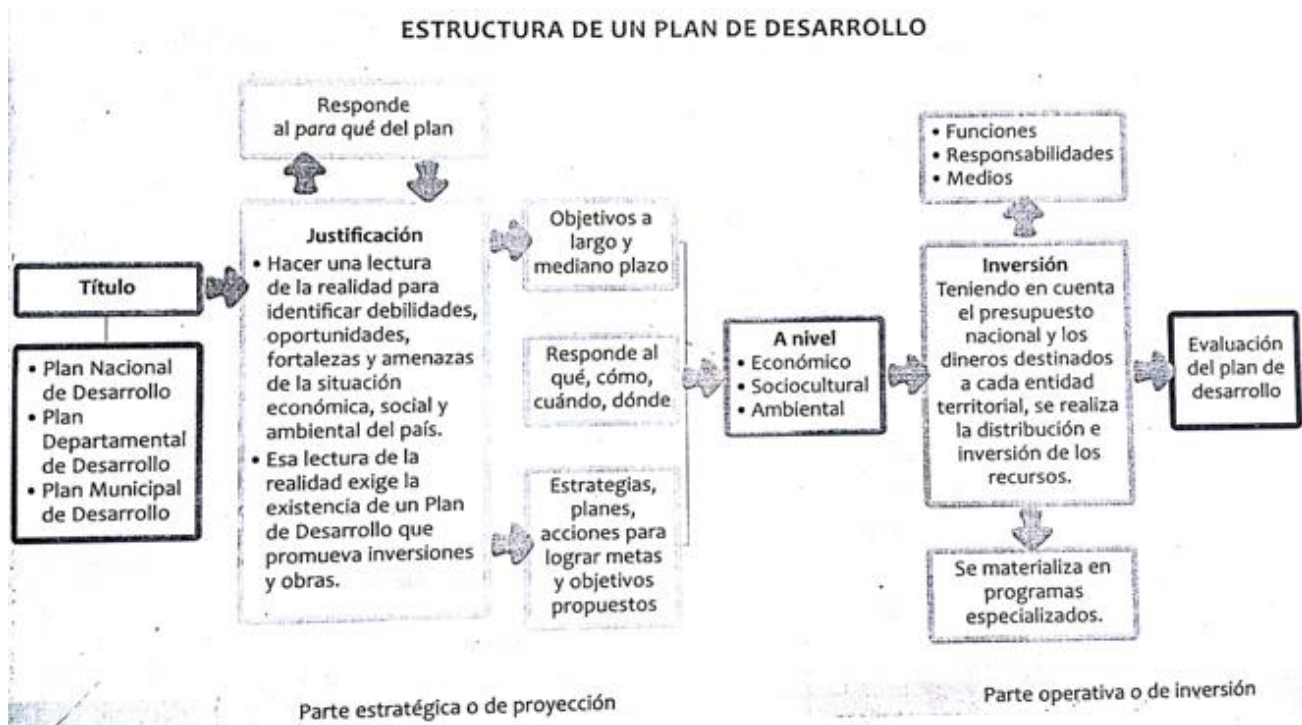 ESTRUCTURA DE UN PLAN DE DESARROLLO
Título
• Plan Nacional
de Desarrollo
• Plan
Departamental
de Desarrollo
• Plan Municipal
de Desarrollo
Responde
al para qué del plan
Justificación
• Hacer una lectura
de la realidad para
identificar debilidades,
oportunidades,
fortalezas y amenazas
de la situación
económica, social y
ambiental del país.
• Esa lectura de la
realidad exige la
existencia de un Plan
de Desarrollo que
promueva inversiones
y obras.
Objetivos a
largo y
mediano plazo
Responde al
qué, cómo,
cuándo, dónde
Estrategias,
planes,
acciones para
lograr metas
y objetivos
propuestos
A nivel
• Económico
• Sociocultural
• Ambiental
• Funciones
• Responsabilidades
• Medios
Inversión
Teniendo en cuenta
el presupuesto
nacional y los
dineros destinados
a cada entidad
territorial, se realiza
la distribución e
inversión de los
recursos.
Se materializa en
programas
especializados.
Evaluación
del plan de
desarrollo
Parte estratégica o de proyección
Parte operativa o de inversión